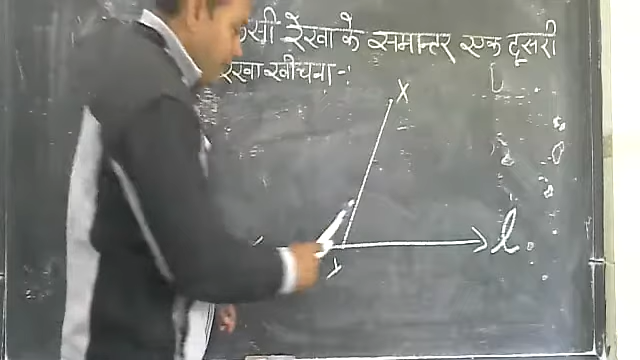 रेखा के समान्तर एक दूसरी
रेखा खीचना -:
X
l